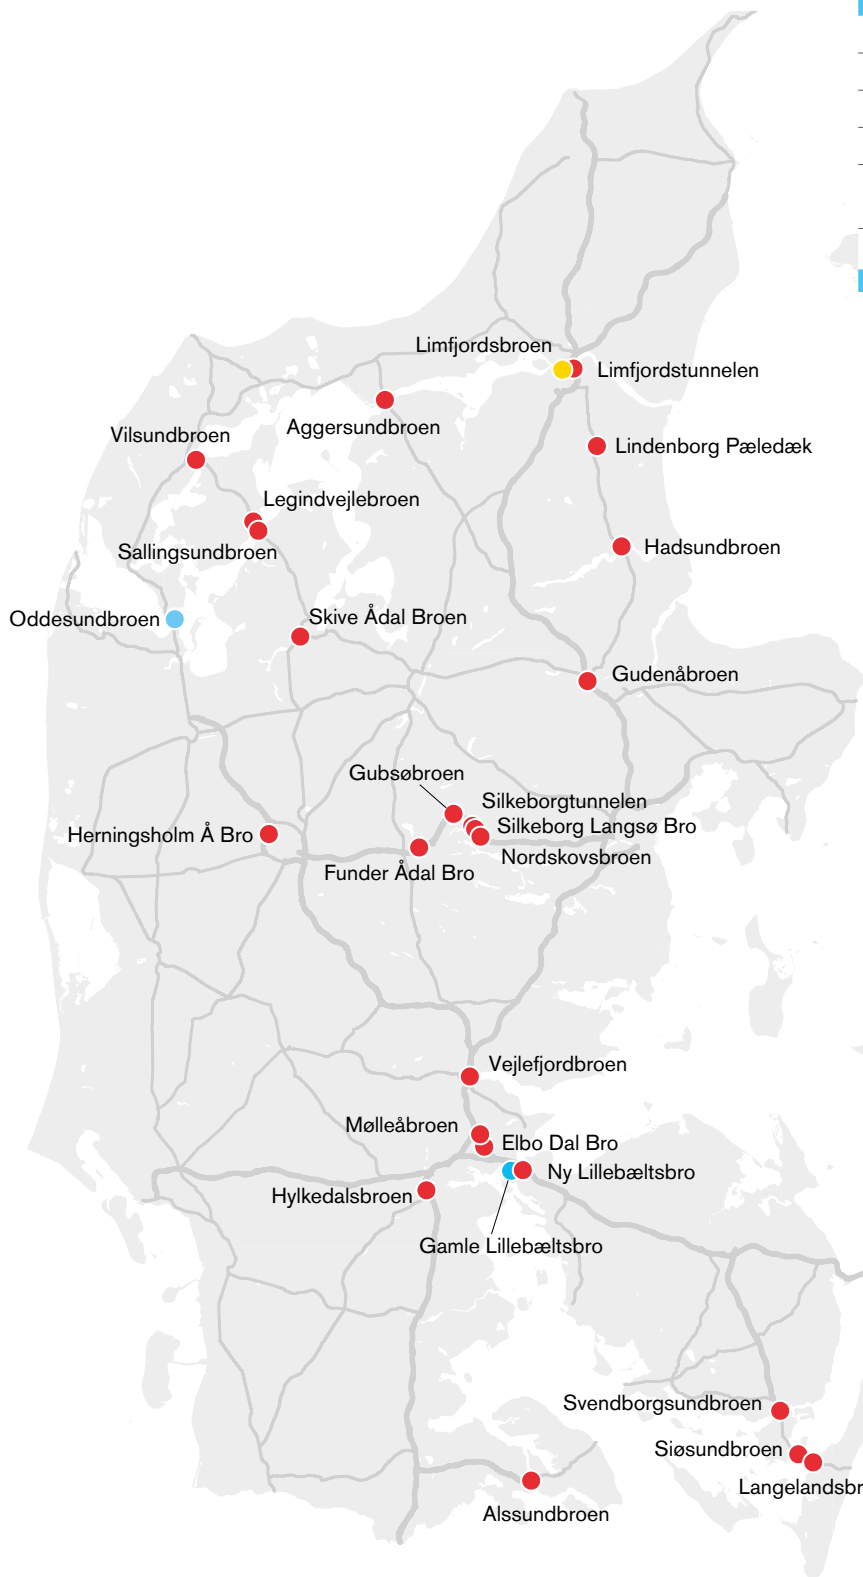 Limfjordsbroen
Limfjordstunnelen
Aggersundbroen
Vilsundbroen
Lindenborg Pæledæk
Legindvejlebroen
Sallingsundbroen
Hadsundbroen
Oddesundbroen
Skive Ådal Broen
Gudenåbroen
Gubsøbroen
Silkeborgtunnelen
Silkeborg Langsø Bro
Herningsholm Å Bro
Nordskovsbroen
Funder Ådal Bro
Vejlefjordbroen
Mølleåbroen
Elbo Dal Bro
Ny Lillebæltsbro
Hylkedalsbroen
Gamle Lillebæltsbro
Svendborgsundbroen
Siøsundbroen
Langelandsbr
Alssundbroen